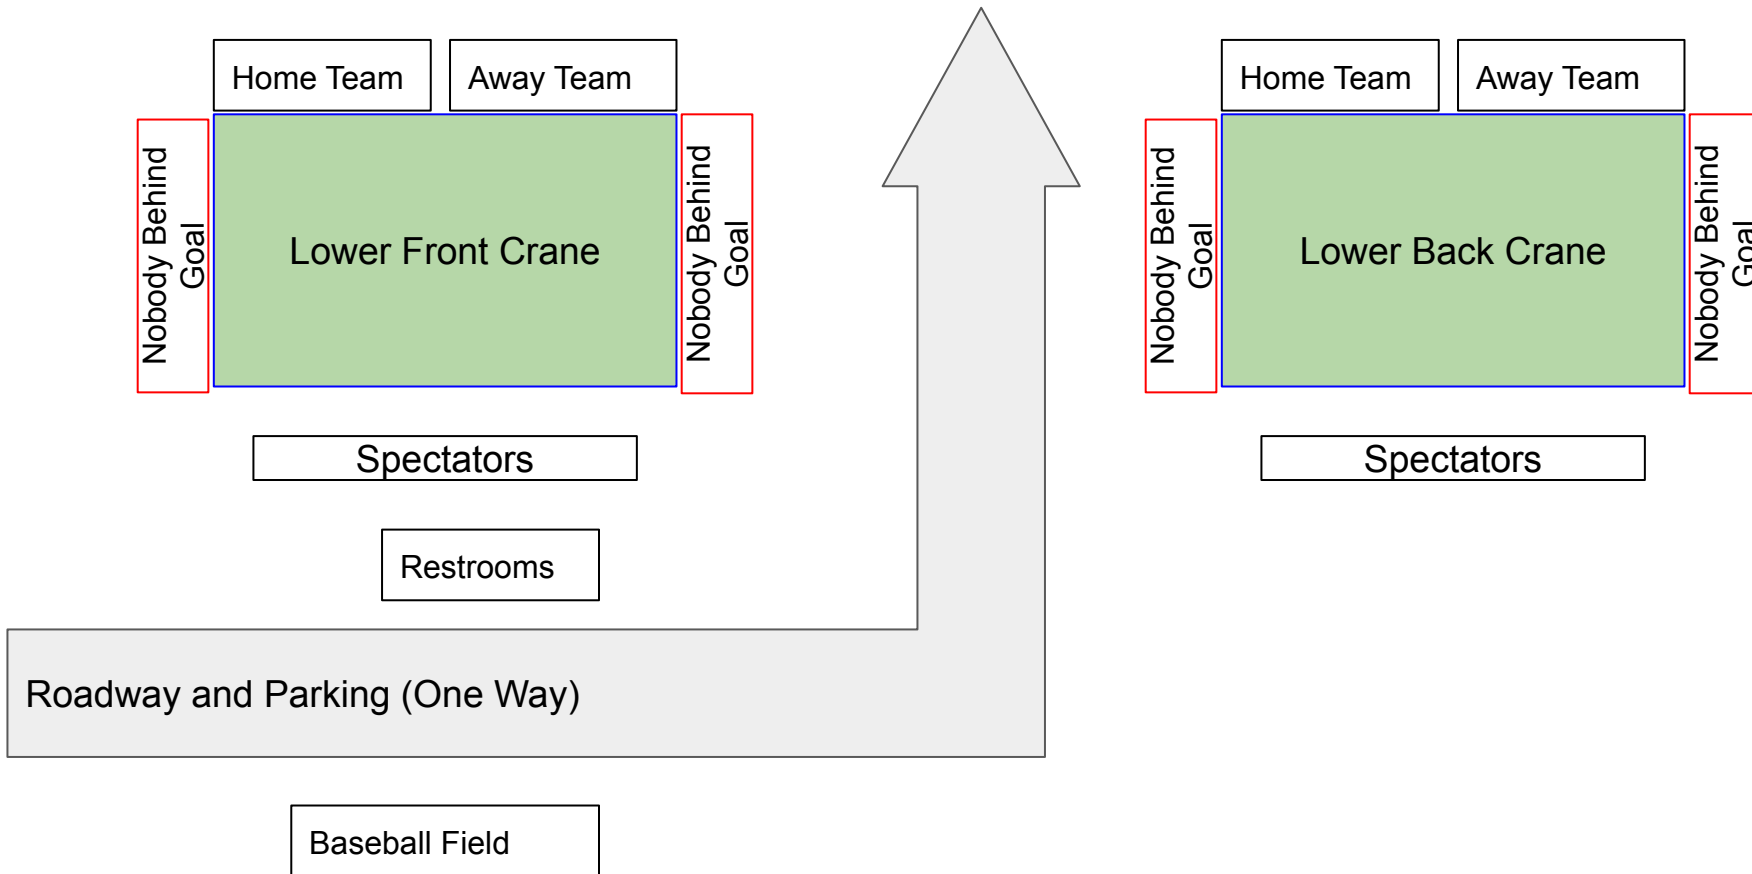 Home Team
Away Team
Home Team
Away Team
Nobody Behind
Goal
Lower Front Crane
Nobody Behind
Goal
Nobody Behind
Goal
Lower Back Crane
Nobody Behind
Goal
Spectators
Spectators
Restrooms
Roadway and Parking (One Way)
Baseball Field